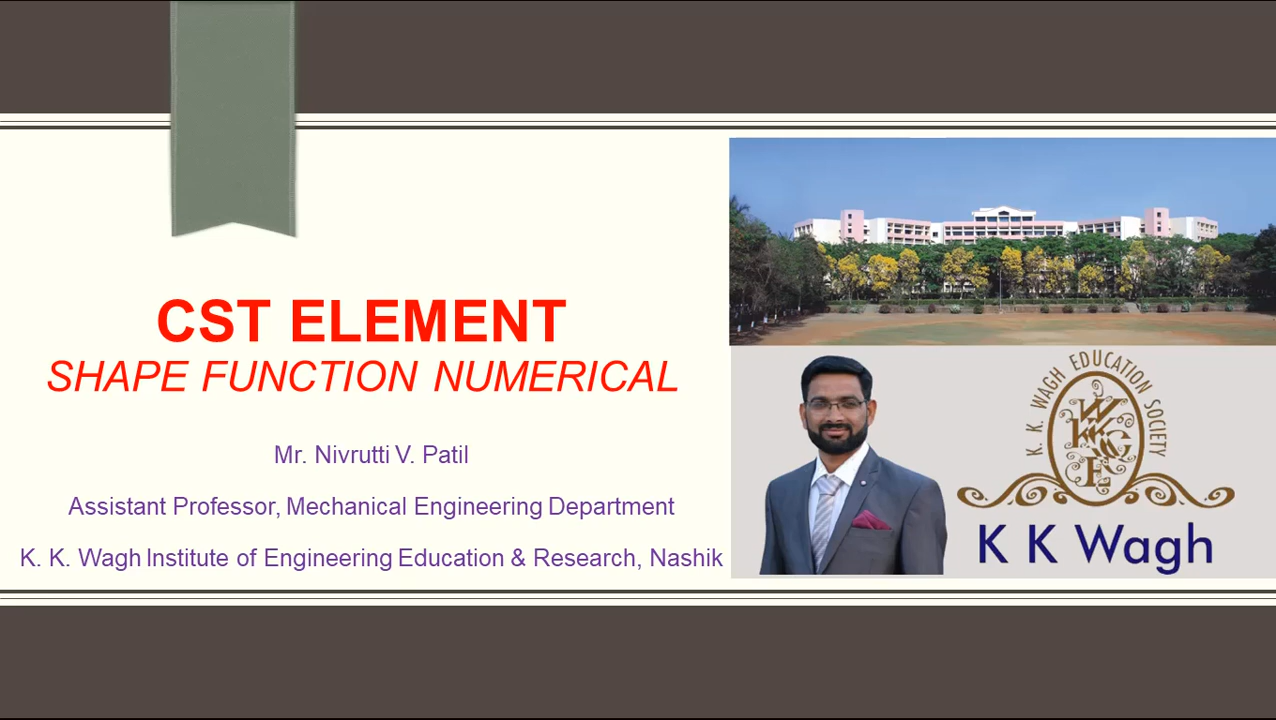 CST ELEMENT
SHAPE FUNCTION NUMERICAL
Mr. Nivrutti V. Patil
Assistant Professor, Mechanical Engineering Department
K. K. Wagh Institute of Engineering Education & Research, Nashik
K. K. WAGH EDUCATION SOCIETY
K K Wagh